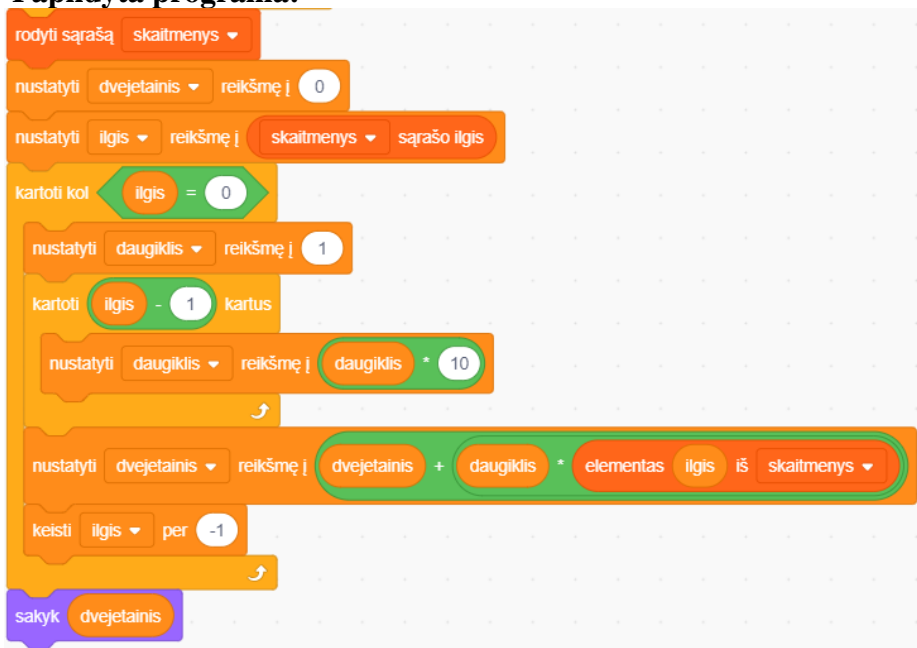 Papildyta programa:
rodyti sąrašą skaitmenys
nustatyti dvejetainis reikšmę į 0
nustatyti ilgis reikšmę į skaitmenys sąrašo ilgis
kartoti kol ilgis = 0
nustatyti daugiklis reikšmę į 1
kartoti ilgis - 1 kartus
nustatyti daugiklis reikšmę į daugiklis * 10
nustatyti dvejetainis reikšmę į dvejetainis + daugiklis * elementas ilgis iš skaitmenys
keisti ilgis per -1
sakyk dvejetainis